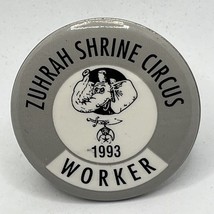 ZUHRAH SHRINE CIRCUS
1993
WORKER